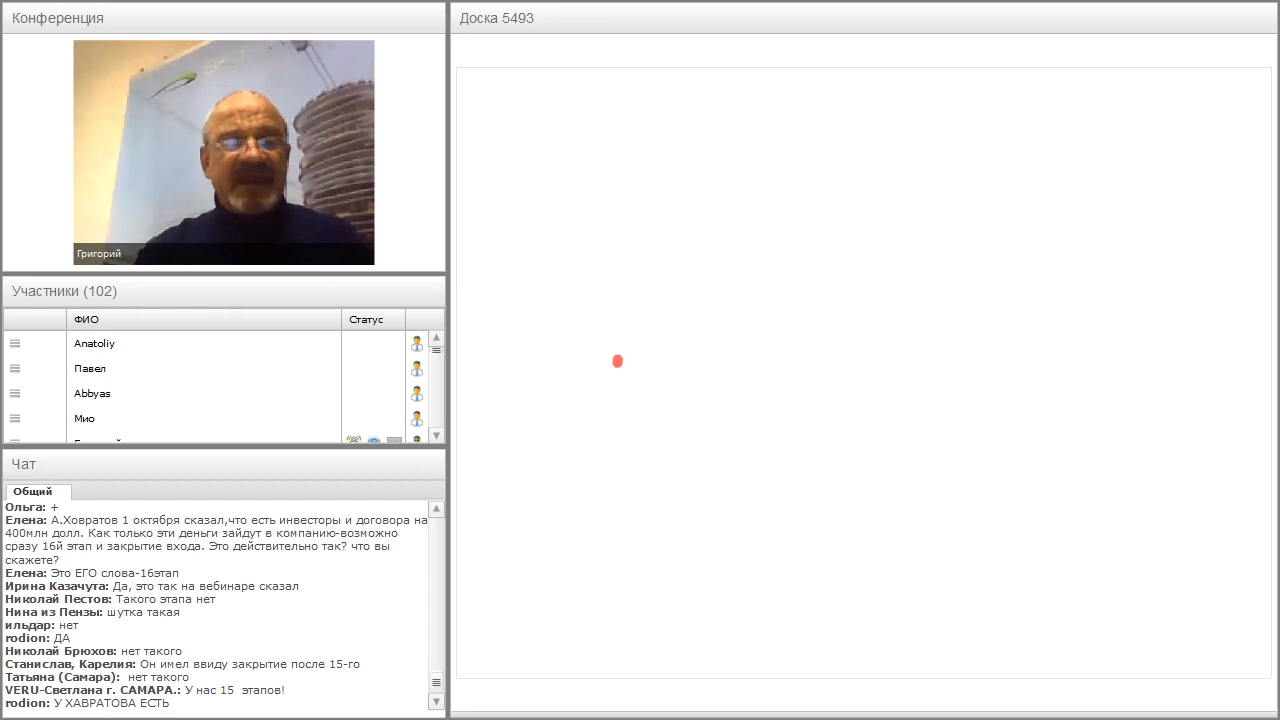 Конференция
Григорий
Участники (102)
ФИО
Статус
Anatoliy
Павел
Abbyas
Мио
Чат
Общий
Ольга: +
Елена: А.Ховратов 1 октября сказал,что есть инвесторы и договора на
400млн долл. Как только эти деньги зайдут в компанию-возможно
сразу 16й этап и закрытие входа. Это действительно так? что вы
скажете?
Елена: Это ЕГО слова-16этап
Ирина Казачута: Да, это так на вебинаре сказал
Николай Пестов: Такого этапа нет
Нина из Пензы: шутка такая
ильдар: нет
rodion: ДА
Николай Брюхов: нет такого
Станислав, Карелия: Он имел ввиду закрытие после 15-го
Татьяна (Самара):  нет такого
VERU-Светлана г. САМАРА.: У нас 15  этапов!
rodion: У ХАВРАТОВА ЕСТЬ
Доска 5493